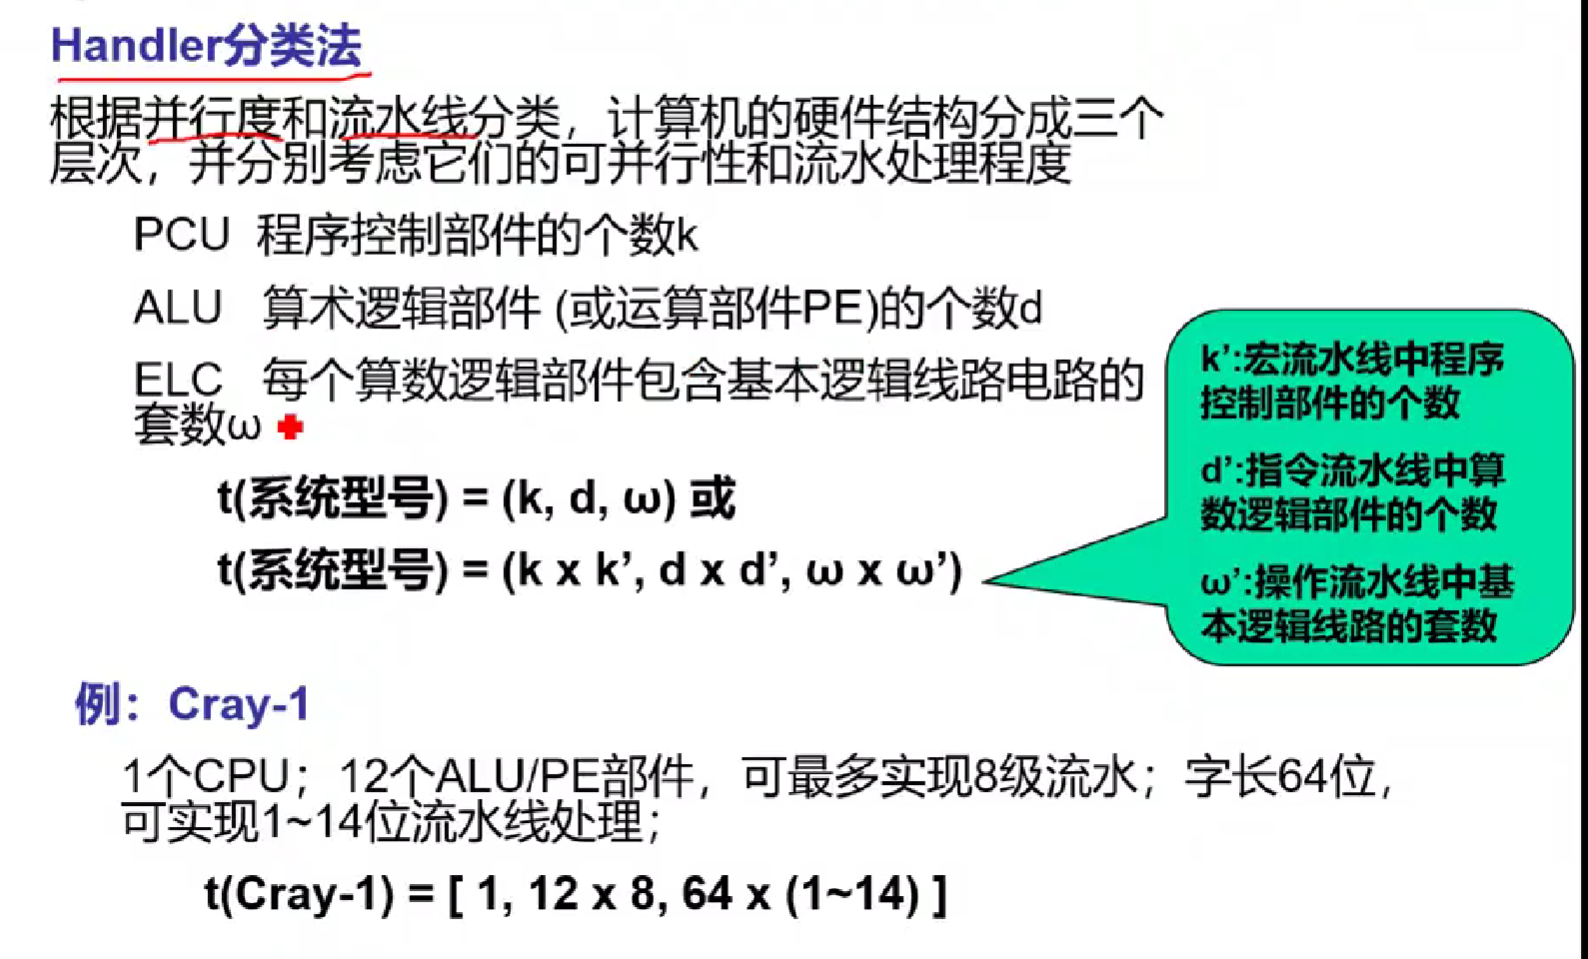 Handler分类法
根据并行度和流水线分类，计算机的硬件结构分成三个
层次，并分别考虑它们的可并行性和流水处理程度
PCU 程序控制部件的个数k
ALU 算术逻辑部件 (或运算部件PE)的个数d
ELC 每个算数逻辑部件包含基本逻辑线路电路的
套数ω
t(系统型号) = (k, d, ω) 或
t(系统型号) = (k x k’, d x d’, ω x ω’)
k’:宏流水线中程序
控制部件的个数
d’:指令流水线中算
数逻辑部件的个数
ω’:操作流水线中基
本逻辑线路的套数
例：Cray-1
1个CPU；12个ALU/PE部件，可最多实现8级流水；字长64位，
可实现1~14位流水线处理；
t(Cray-1) = [ 1, 12 x 8, 64 x (1~14) ]